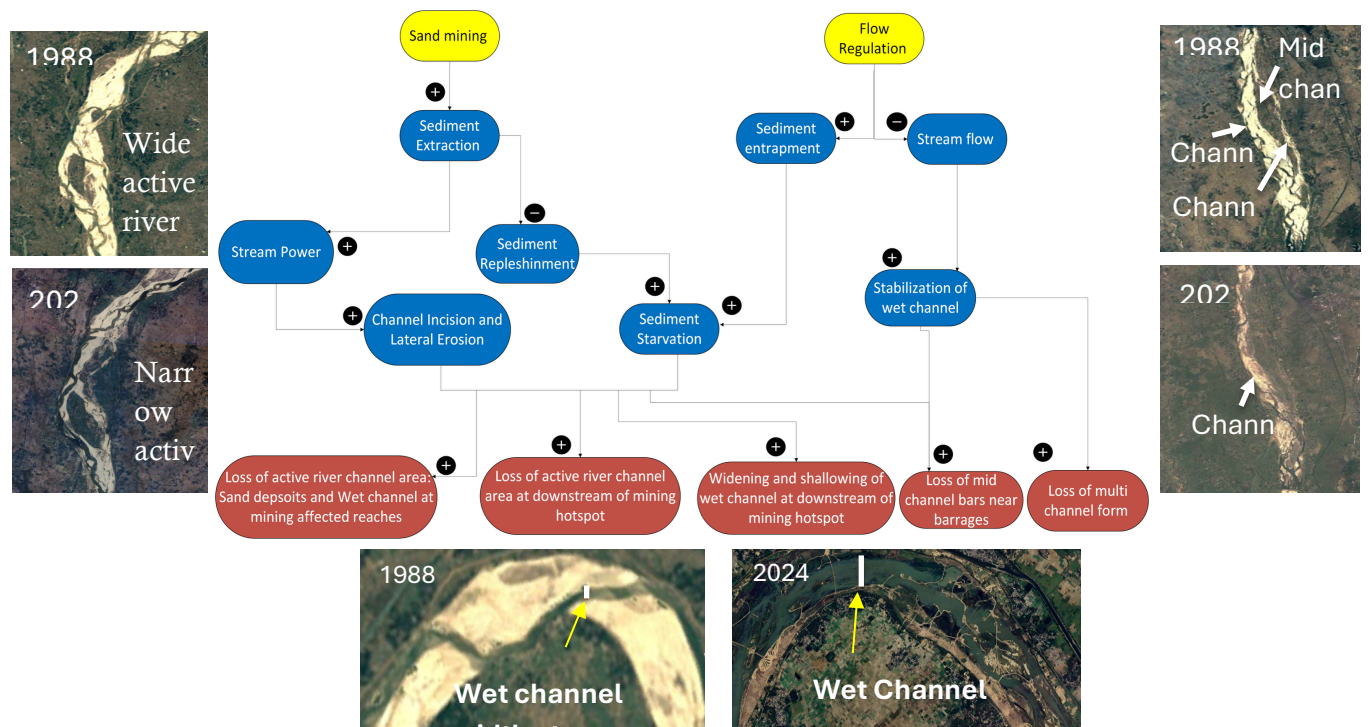 Sand mining
Flow
Regulation
1988
Wide
active
river
1988
Mid
chan
Chann
Chann
+
Sediment
Extraction
Sediment
entrapment
+
−
Stream flow
−
Stream Power
+
Sediment
Repleshinment
+
Stabilization of
wet channel
202
Narr
ow
activ
202
Chann
+
Channel Incision and
Lateral Erosion
+
+
Sediment
Starvation
+
Loss of active river channel area:
Sand depsoits and Wet channel at
mining affected reaches
+
Loss of active river channel
area at downstream of mining
hotspot
+
Widening and shallowing of
wet channel at downstream of
mining hotspot
+
Loss of mid
channel bars near
barrages
+
Loss of multi
channel form
1988
Wet channel
2024
Wet Channel